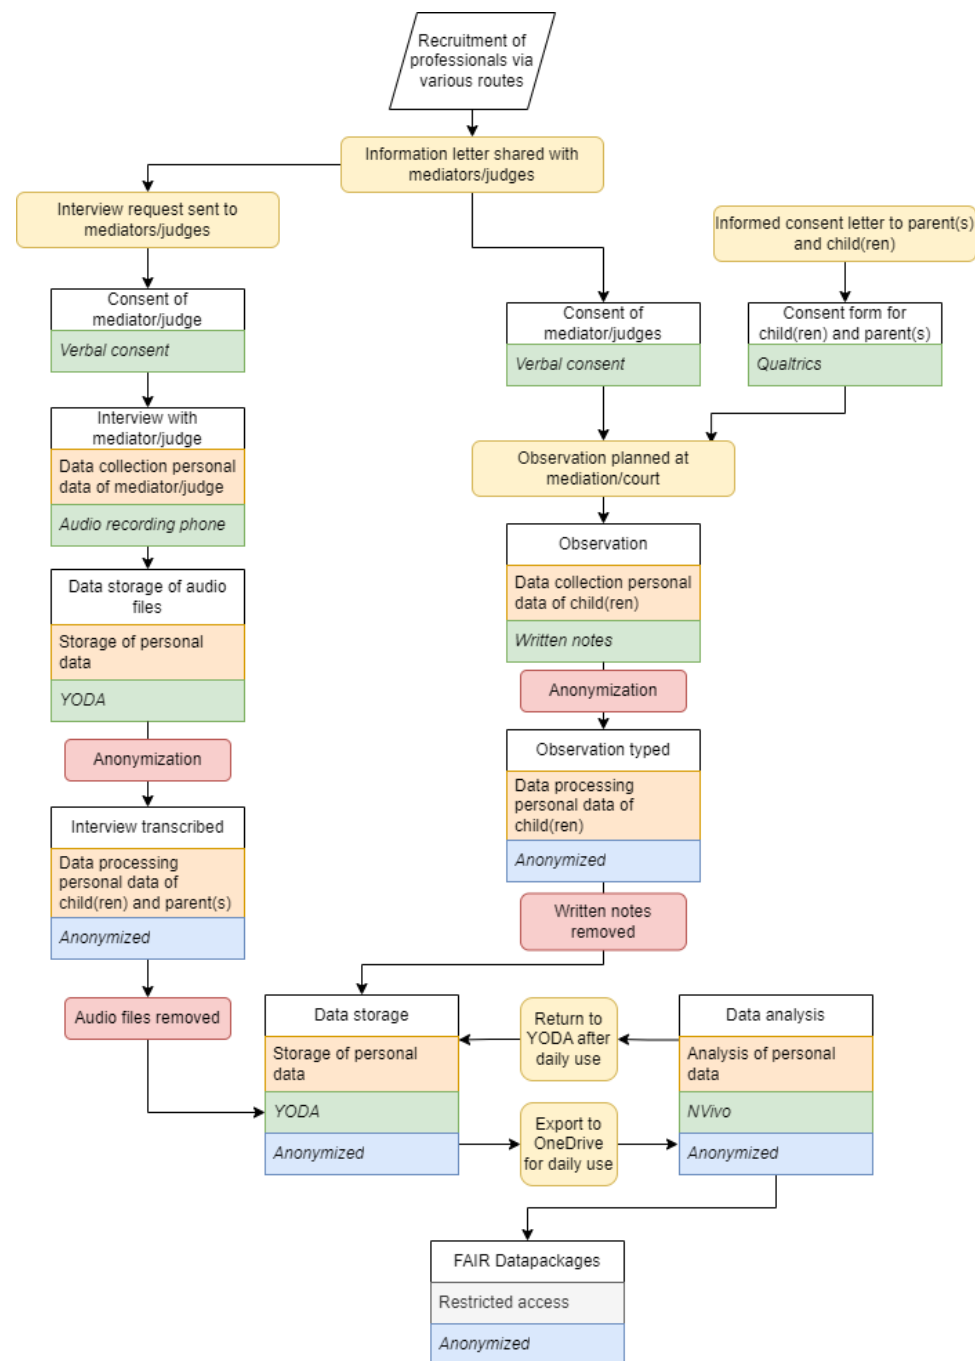 Recruitment of
professionals via
various routes
Information letter shared with
mediators/judges
Interview request sent to
mediators/judges
Informed consent letter to parent(s)
and child(ren)
Consent of
mediator/judge
Verbal consent
Consent of
mediator/judges
Verbal consent
Consent form for
child(ren) and parent(s)
Qualtrics
Interview with
mediator/judge
Data collection personal
data of mediator/judge
Audio recording phone
Observation planned at
mediation/court
Observation
Data collection personal
data of child(ren)
Written notes
Data storage of audio
files
Storage of personal
data
YODA
Anonymization
Anonymization
Observation typed
Data processing
personal data of
child(ren)
Anonymized
Interview transcribed
Data processing
personal data of
child(ren) and parent(s)
Anonymized
Written notes
removed
Audio files removed
Data storage
Storage of personal
data
YODA
Anonymized
Return to
YODA after
daily use
Export to
OneDrive
for daily use
Data analysis
Analysis of personal
data
NVivo
Anonymized
FAIR Datapackages
Restricted access
Anonymized